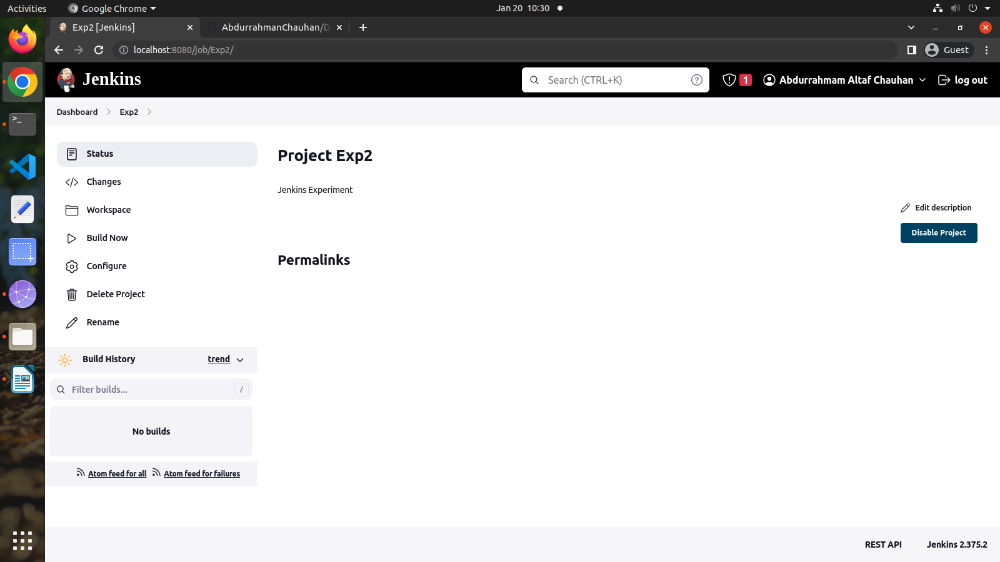 Activities
Google Chrome
Jan 20 10:30
Exp2 [Jenkins]
AbdurrahmanChauhan/D
localhost:8080/job/Exp2/
Guest
Jenkins
Search (CTRL+K)
?
1
Abdurrahmam Altaf Chauhan
log out
Dashboard
Exp2
Status
Changes
Workspace
Build Now
Configure
Delete Project
Rename
Project Exp2
Jenkins Experiment
Edit description
Disable Project
Permalinks
Build History
trend
Filter builds...
/
No builds
Atom feed for all
Atom feed for failures
REST API
Jenkins 2.375.2